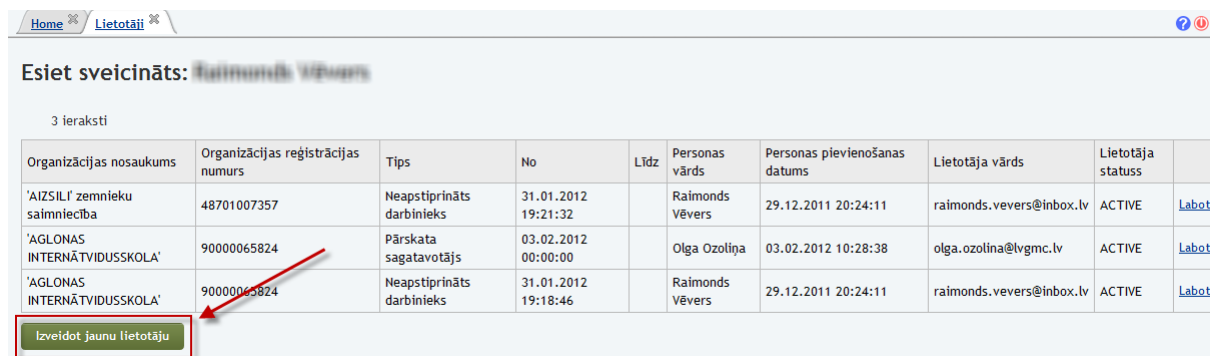 Home Lietotāji
Esiet sveicināts:
3 ieraksti
Organizācijas nosaukums Organizācijas reģistrācijas numurs Tips No Līdz Personas vārds Personas pievienošanas datums Lietotāja vārds Lietotāja statuss
'AIZSILI' zemnieku saimniecība 48701007357 Neapstiprināts darbinieks 31.01.2012 19:21:32 Raimonds Vēvers 29.12.2011 20:24:11 raimonds.vevers@inbox.lv ACTIVE Labot
'AGLONAS INTERNĀTVIDUSSKOLA' 90000065824 Pārskata sagatavotājs 03.02.2012 00:00:00 Olga Ozoliņa 03.02.2012 10:28:38 olga.ozolina@lvgmc.lv ACTIVE Labot
'AGLONAS INTERNĀTVIDUSSKOLA' 90000065824 Neapstiprināts darbinieks 31.01.2012 19:18:46 Raimonds Vēvers 29.12.2011 20:24:11 raimonds.vevers@inbox.lv ACTIVE Labot
Izveidot jaunu lietotāju